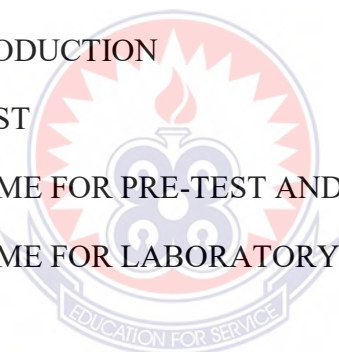 ODUCTION
ST
ME FOR PRE-TEST AND
ME FOR LABORATORY
EDUCATION FOR SERVICE